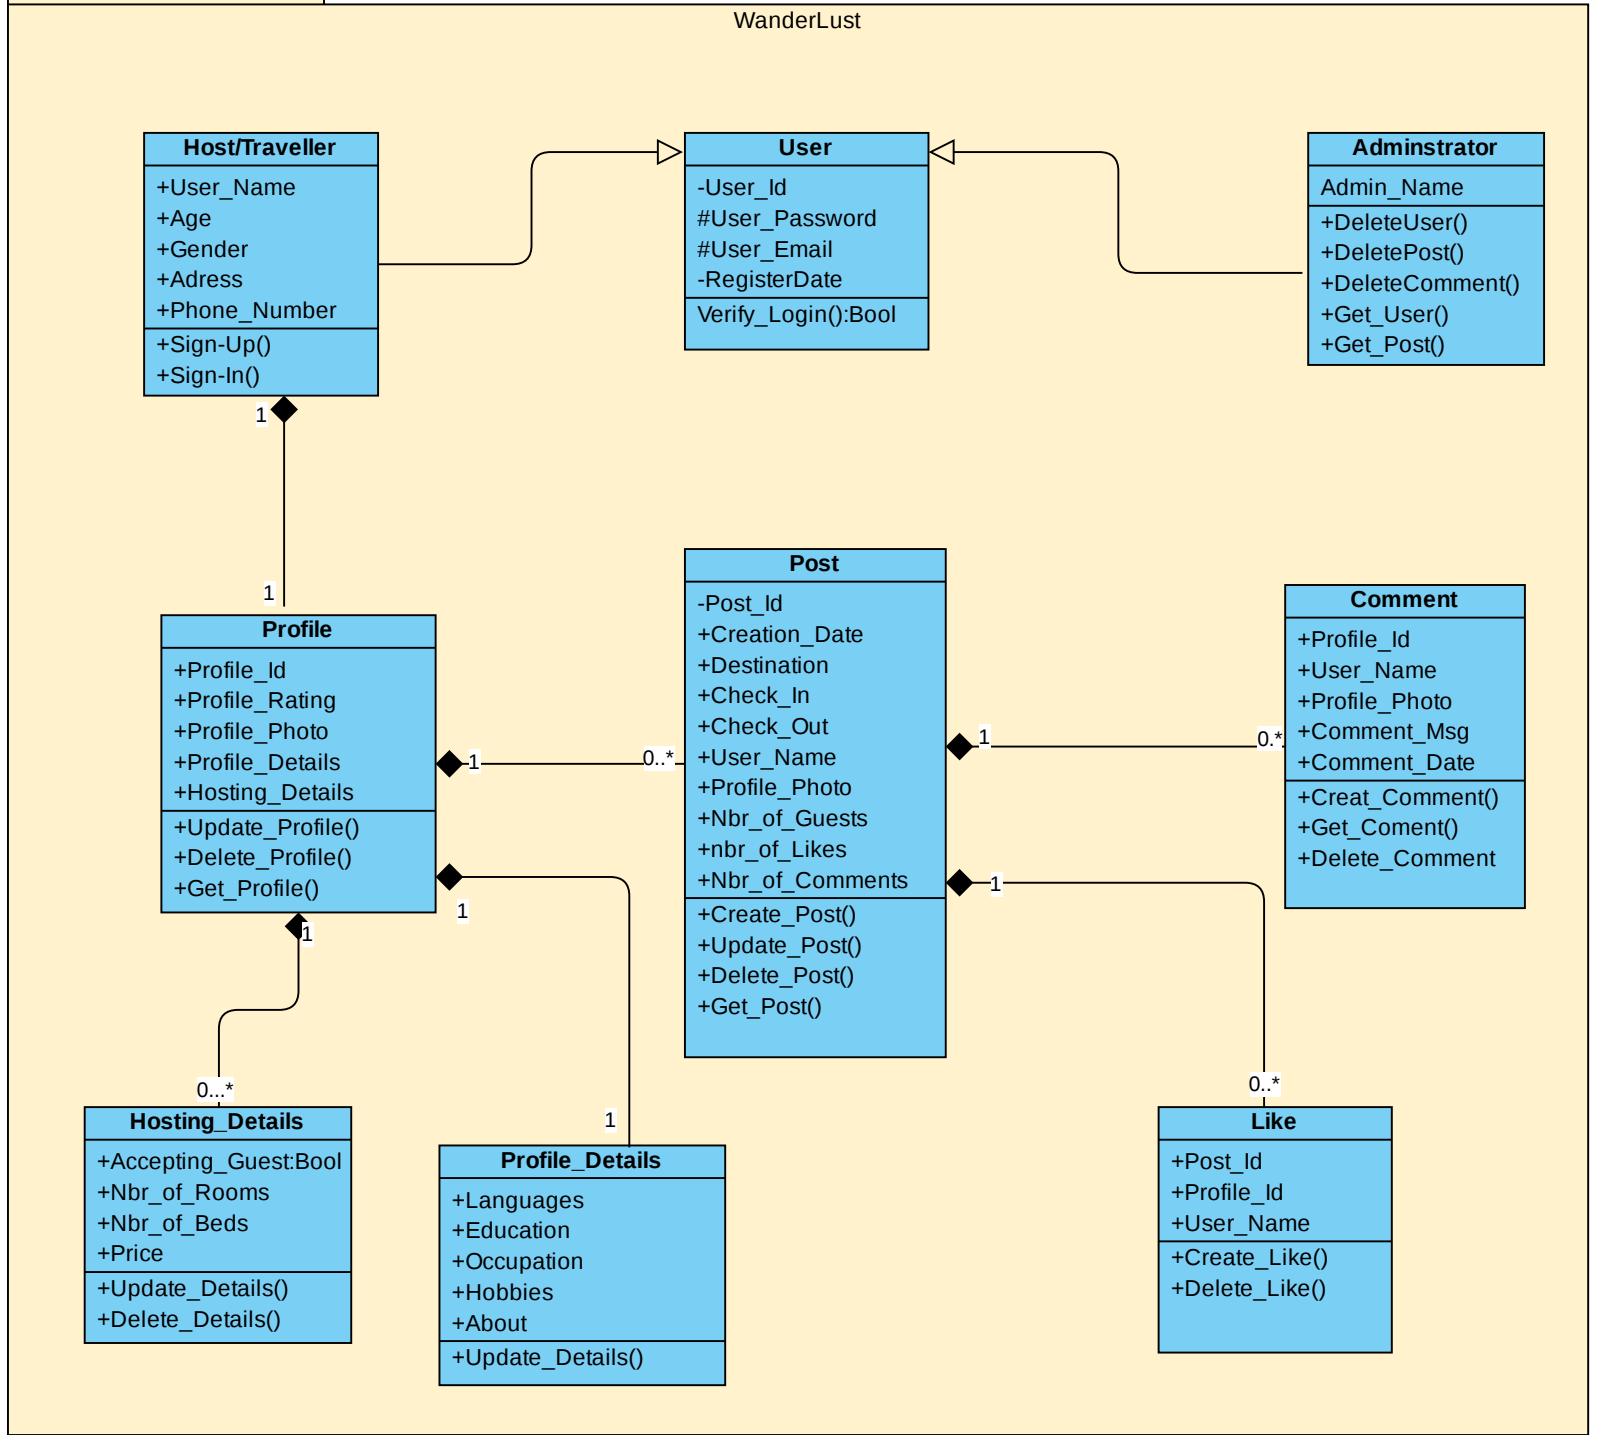 WanderLust
Host/Traveller
+User_Name
+Age
+Gender
+Adress
+Phone_Number
+Sign-Up()
+Sign-In()
User
-User_Id
#User_Password
#User_Email
-RegisterDate
Verify_Login():Bool
Adminstrator
Admin_Name
+DeleteUser()
+DeletePost()
+DeleteComment()
+Get_User()
+Get_Post()
1
1
Profile
+Profile_Id
+Profile_Rating
+Profile_Photo
+Profile_Details
+Hosting_Details
+Update_Profile()
+Delete_Profile()
+Get_Profile()
1
0..*
Post
-Post_Id
+Creation_Date
+Destination
+Check_In
+Check_Out
+User_Name
+Profile_Photo
+Nbr_of_Guests
+nbr_of_Likes
+Nbr_of_Comments
+Create_Post()
+Update_Post()
+Delete_Post()
+Get_Post()
1
0.*
Comment
+Profile_Id
+User_Name
+Profile_Photo
+Comment_Msg
+Comment_Date
+Creat_Comment()
+Get_Coment()
+Delete_Comment
1
1
1
0...*
1
0..*
Hosting_Details
+Accepting_Guest:Bool
+Nbr_of_Rooms
+Nbr_of_Beds
+Price
+Update_Details()
+Delete_Details()
Profile_Details
+Languages
+Education
+Occupation
+Hobbies
+About
+Update_Details()
Like
+Post_Id
+Profile_Id
+User_Name
+Create_Like()
+Delete_Like()